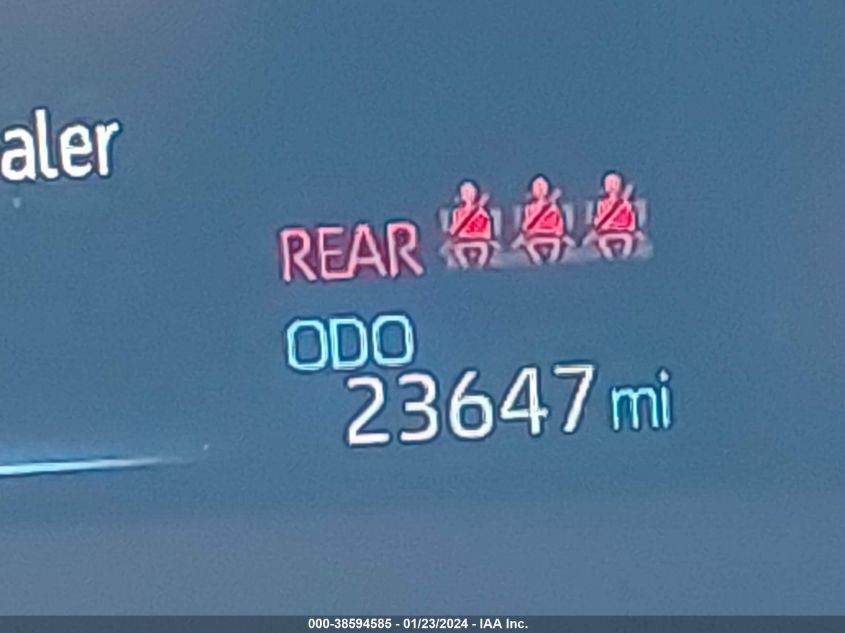 aler
REAR
ODO
23647 mi
000-38594585 - 01/23/2024 - IAA Inc.